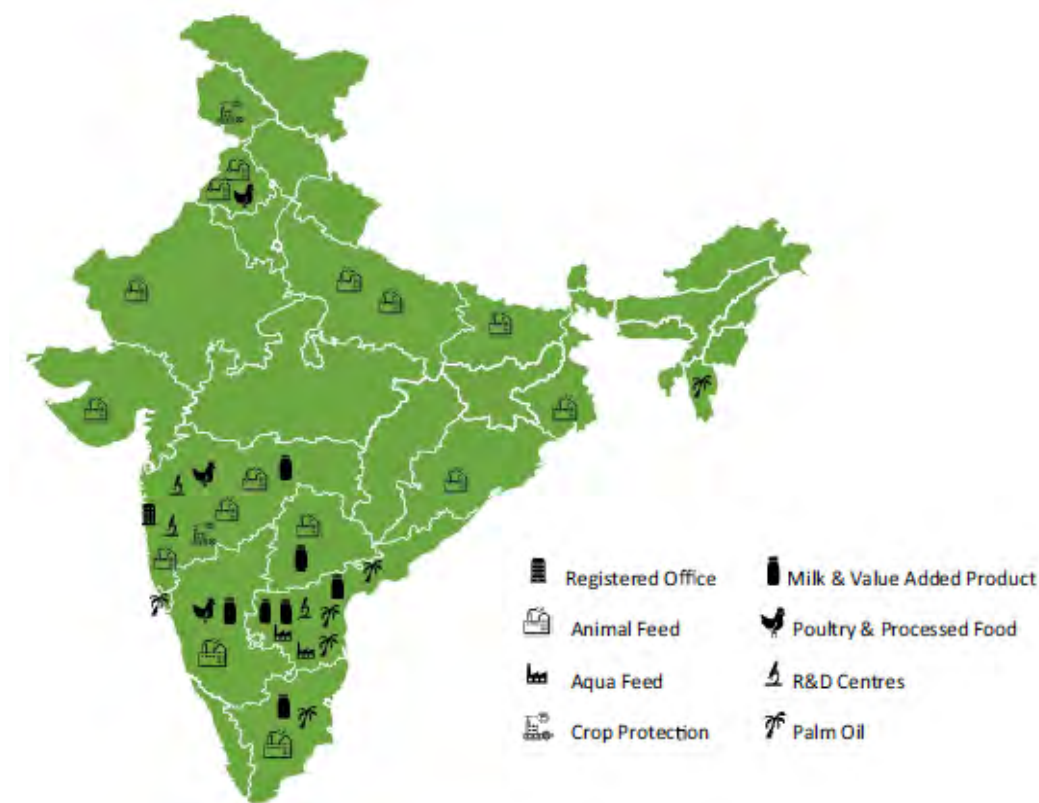 Registered Office
Milk & Value Added Product
Animal Feed
Poultry & Processed Food
Aqua Feed
R&D Centres
Crop Protection
Palm Oil